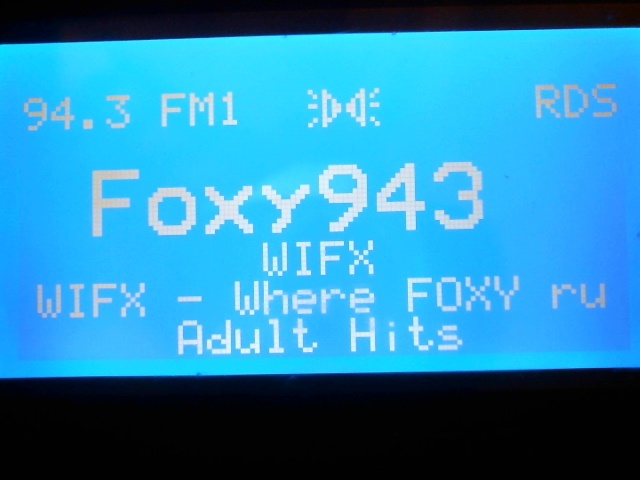 94.3 FM1 RDS
Foxy943
WIFX
WIFX - Where FOXY ru
Adult Hits